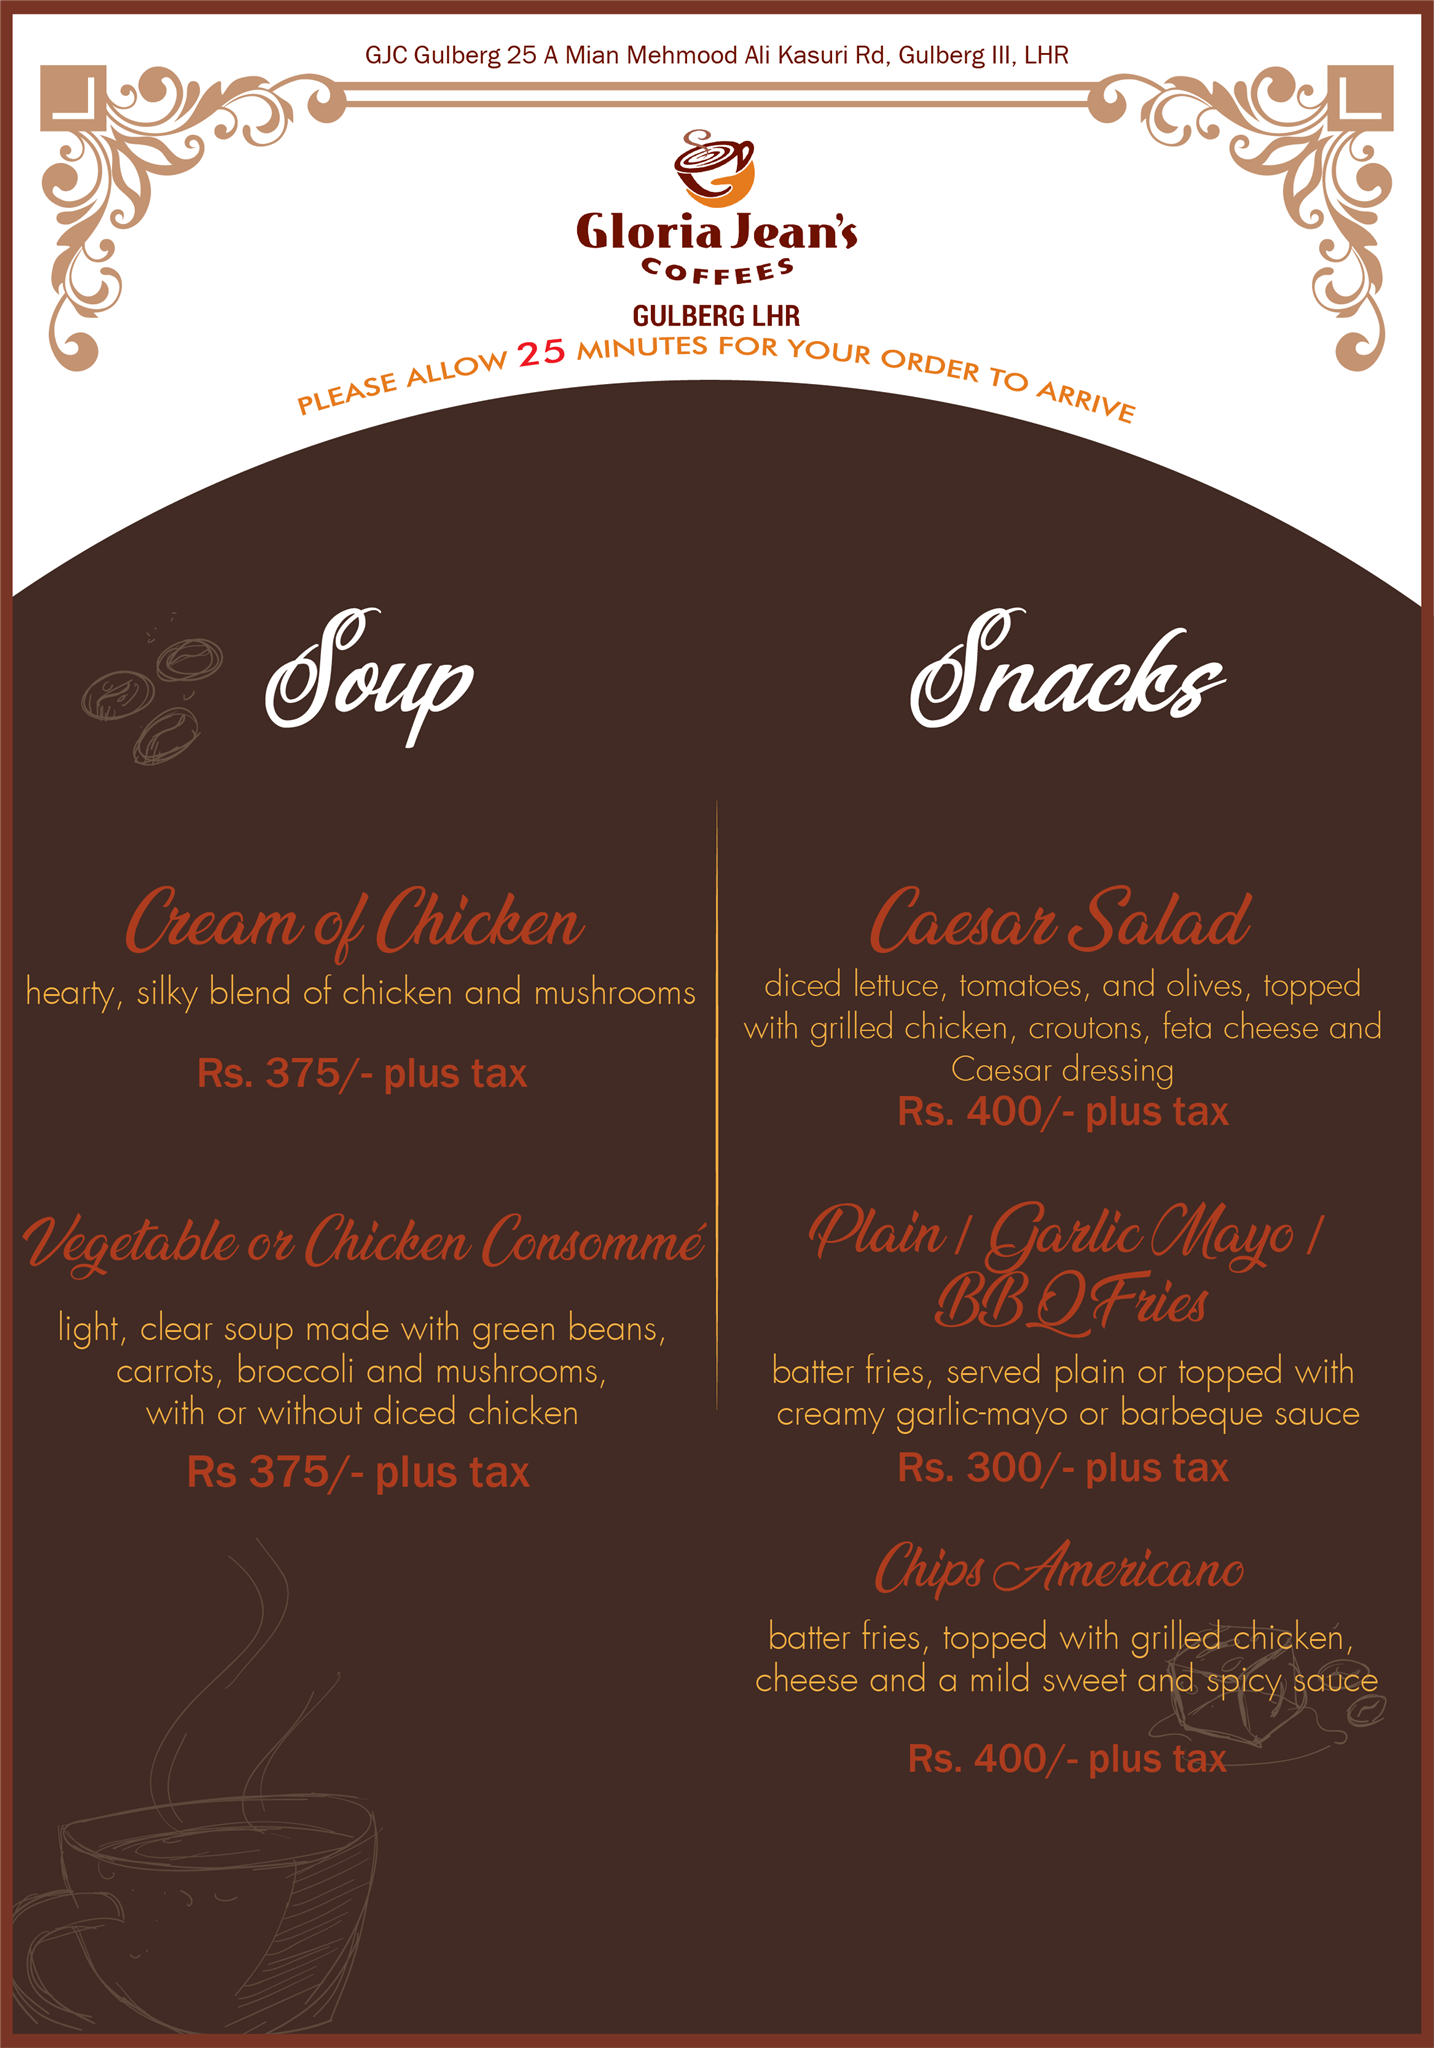 GJC Gulberg 25 A Mian Mehmood Ali Kasuri Rd, Gulberg III, LHR
Gloria Jean's
COFFEES
GULBERG LHR
PLEASE ALLOW 25 MINUTES FOR YOUR ORDER TO ARRIVE
Soup
Cream of Chicken
hearty, silky blend of chicken and mushrooms
Rs. 375/- plus tax
Vegetable or Chicken Consommé
light, clear soup made with green beans,
carrots, broccoli and mushrooms,
with or without diced chicken
Rs 375/- plus tax
Snacks
Caesar Salad
diced lettuce, tomatoes, and olives, topped
with grilled chicken, croutons, feta cheese and
Caesar dressing
Rs. 400/- plus tax
Plain / Garlic Mayo /
BBQ Fries
batter fries, served plain or topped with
creamy garlic-mayo or barbeque sauce
Rs. 300/- plus tax
Chips Americano
batter fries, topped with grilled chicken,
cheese and a mild sweet and spicy sauce
Rs. 400/- plus tax